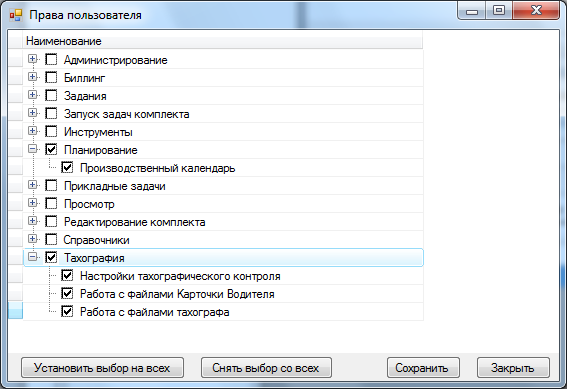 Права пользователя
Наименование
Администрирование
Биллинг
Задания
Запуск задач комплекта
Инструменты
Планирование
Производственный календарь
Прикладные задачи
Просмотр
Редактирование комплекта
Справочники
Тахография
Настройки тахографического контроля
Работа с файлами Карточки Водителя
Работа с файлами тахографа
Установить выбор на всех Снять выбор со всех Сохранить Закрыть